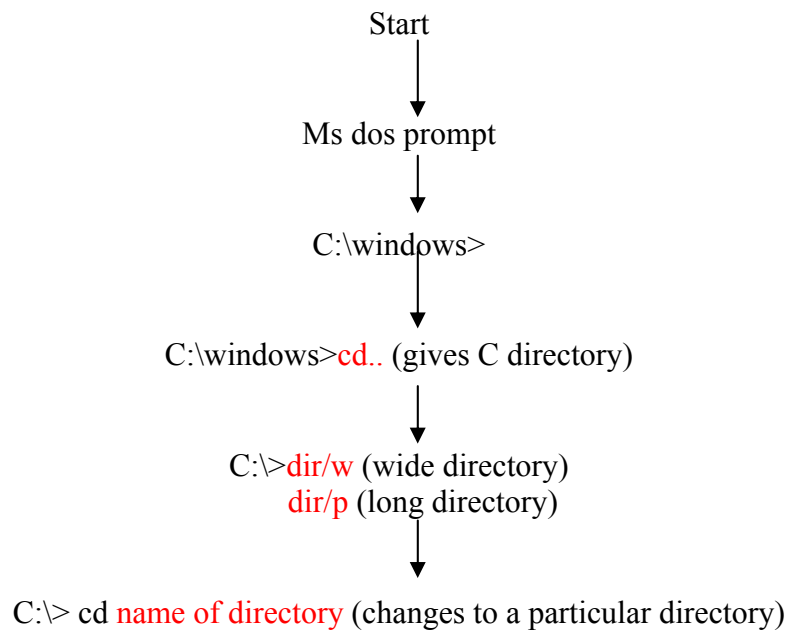 Start
Ms dos prompt
C:\windows>
C:\windows>cd.. (gives C directory)
C:\>dir/w (wide directory)
dir/p (long directory)
C:\> cd name of directory (changes to a particular directory)